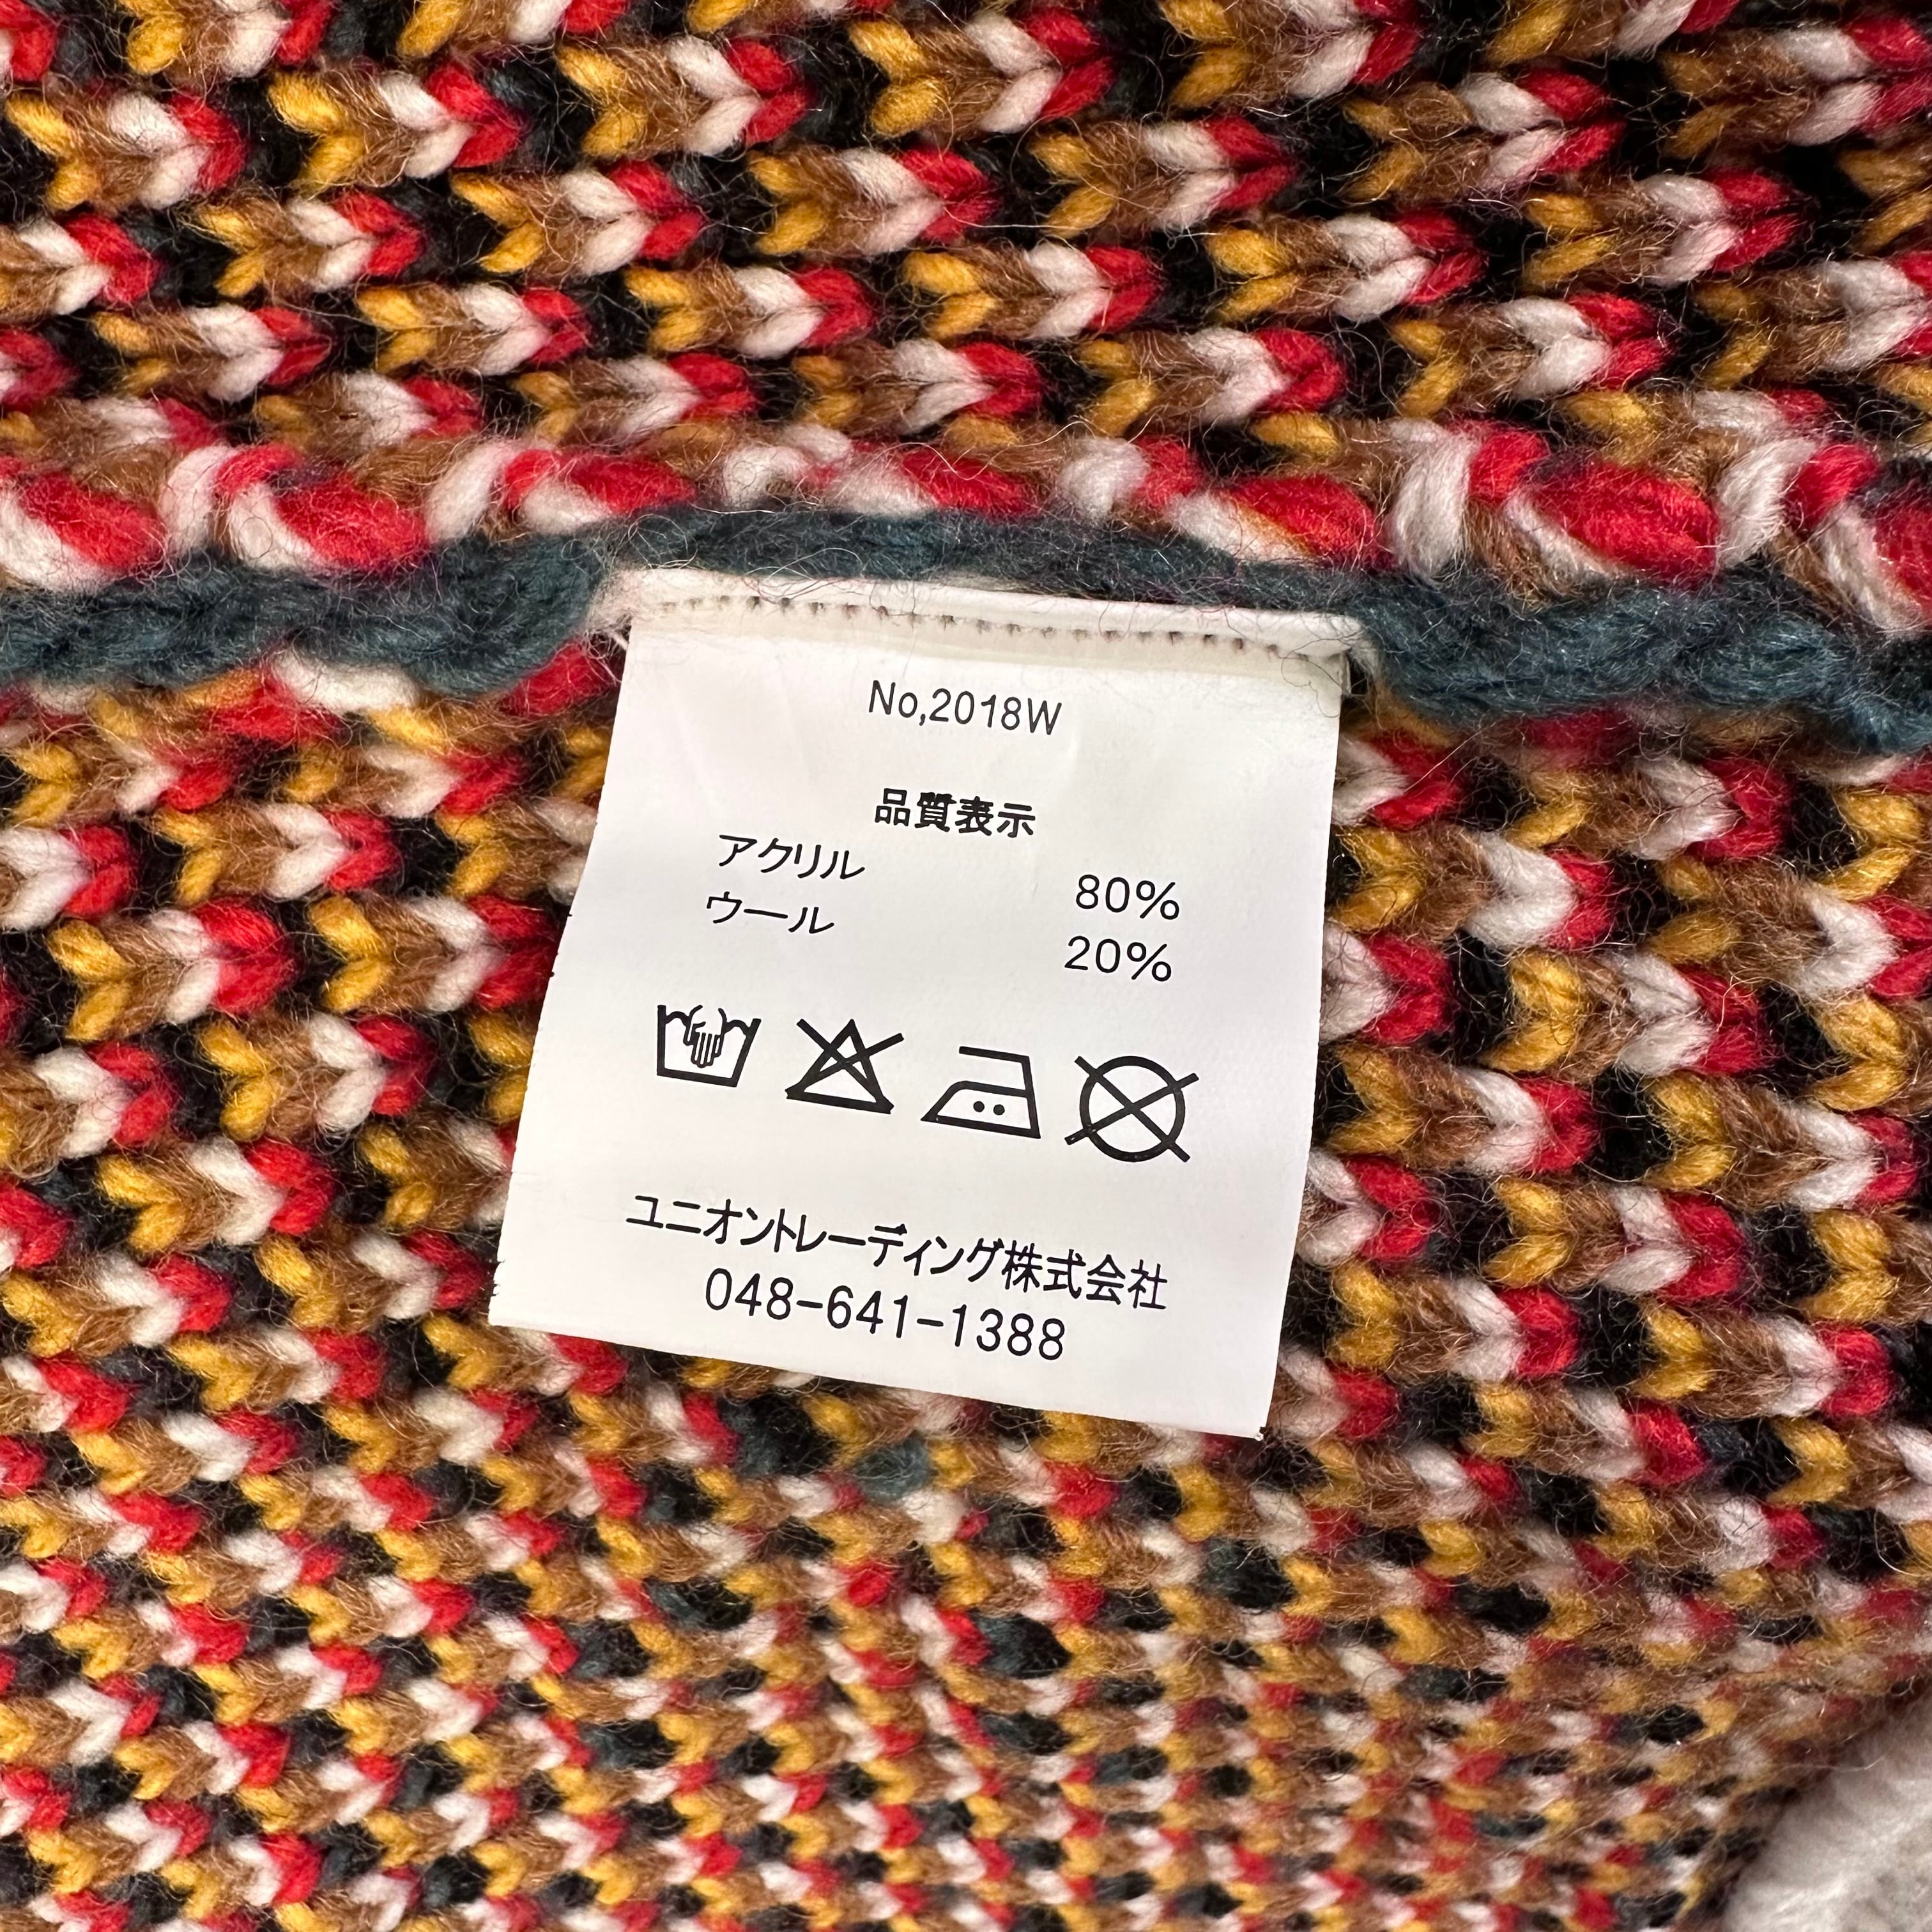 No,2018W
品質表示
アクリル 80%
ウール 20%
ユニオントレーディング株式会社
048-641-1388